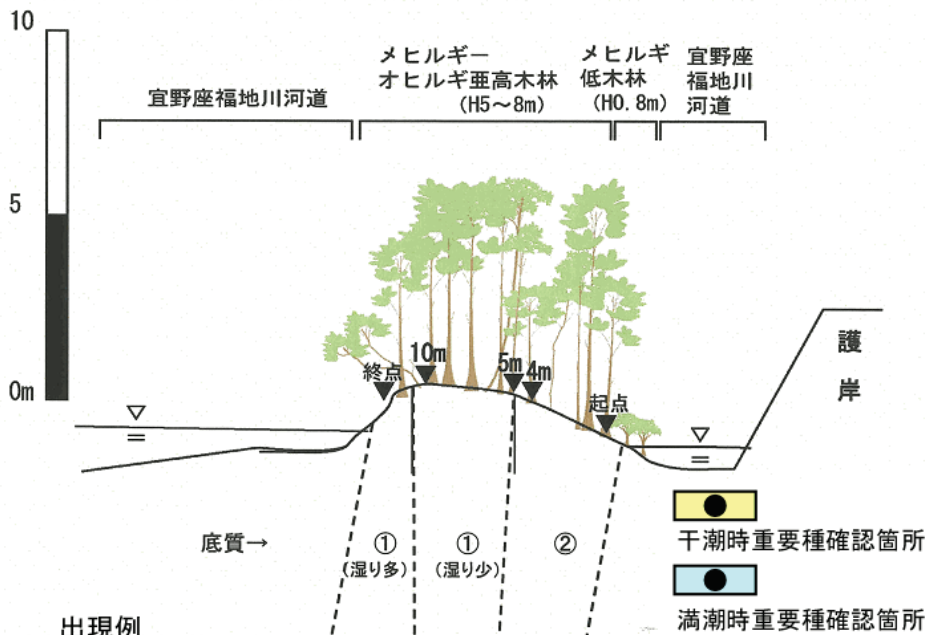 10
5
0m
宜野座福地川河道
メヒルギー
オヒルギ亜高木林
(H5～8m)
メヒルギ
低木林
(H0.8m)
宜野座
福地川
河道
終点
10m
5m
4m
起点
護
岸
底質→
①
(湿り多)
①
(湿り少)
②
干潮時重要種確認箇所
満潮時重要種確認箇所
出現例